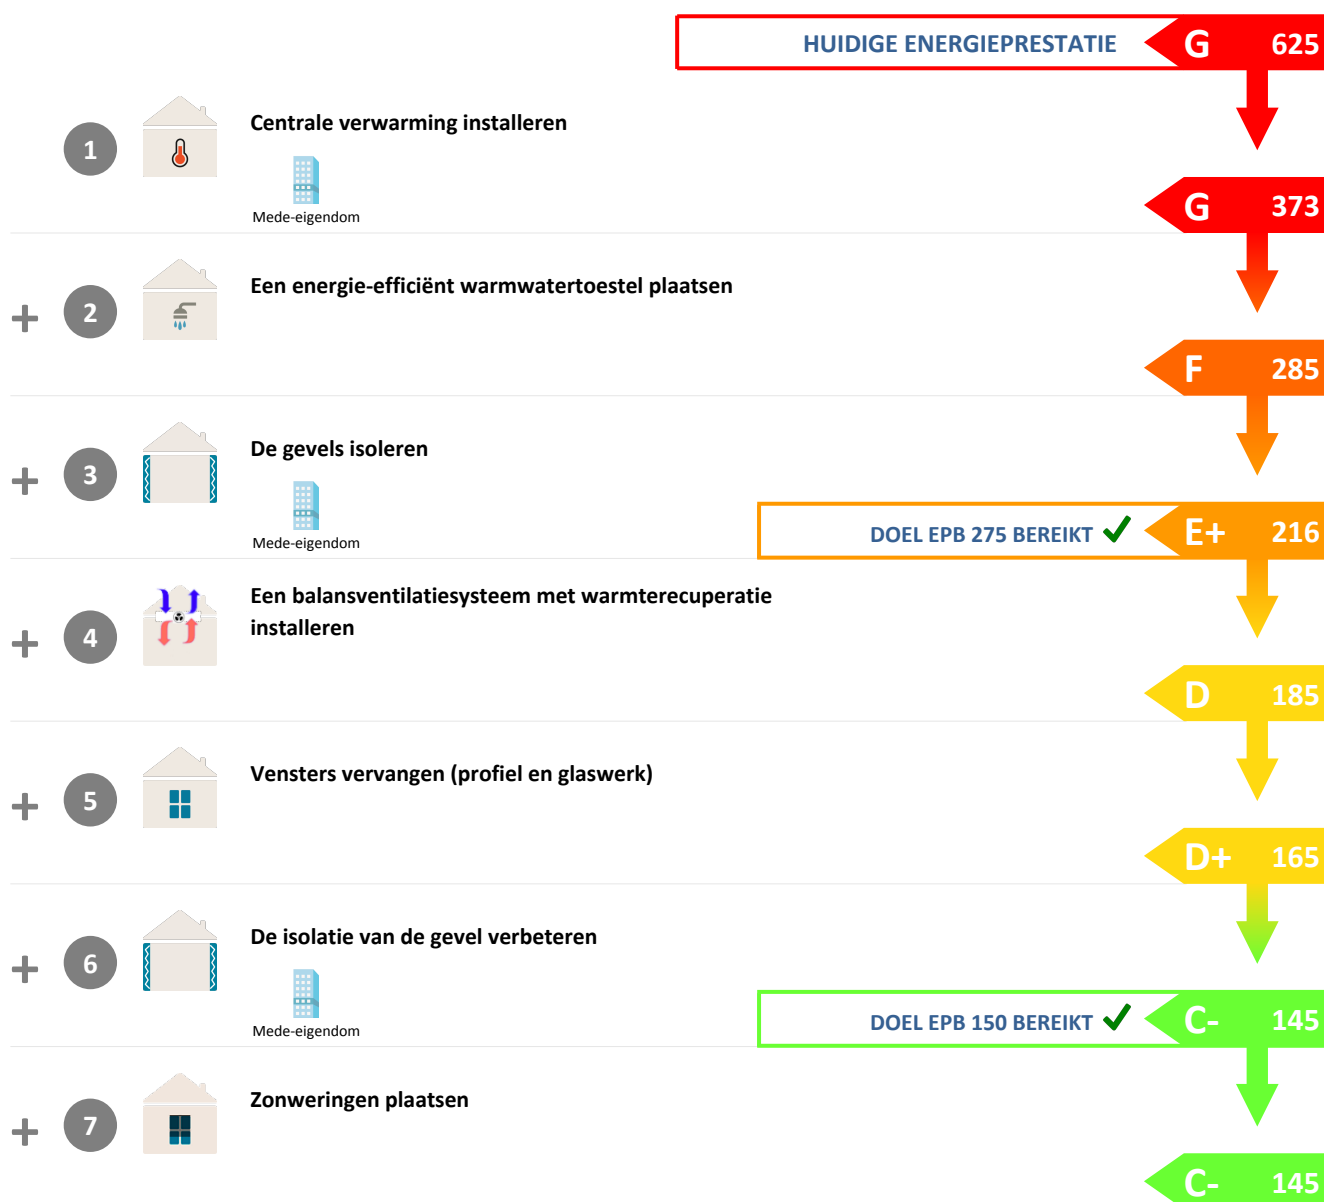 HUIDIGE ENERGIEPRESTATIE G 625
1 Centrale verwarming installeren
Mede-eigendom
G 373
+ 2 Een energie-efficiënt warmwatertoestel plaatsen
F 285
+ 3 De gevels isoleren
Mede-eigendom
DOEL EPB 275 BEREIKT E+ 216
+ 4 Een balansventilatiesysteem met warmterecuperatie
installeren
D 185
+ 5 Vensters vervangen (profiel en glaswerk)
D+ 165
+ 6 De isolatie van de gevel verbeteren
Mede-eigendom
DOEL EPB 150 BEREIKT C- 145
+ 7 Zonweringen plaatsen
C- 145